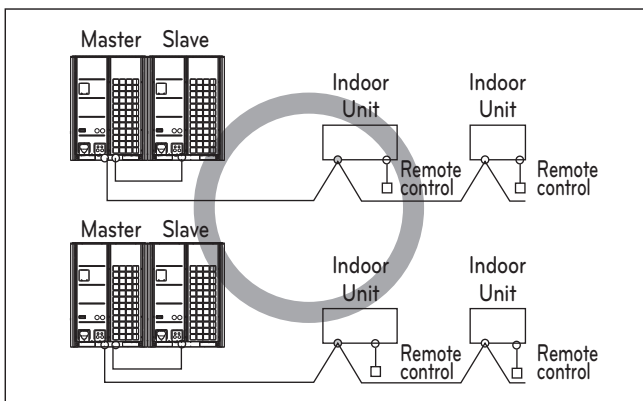 Master Slave
Indoor
Unit
Indoor
Unit
Remote
control
Remote
control
Master Slave
Indoor
Unit
Indoor
Unit
Remote
control
Remote
control